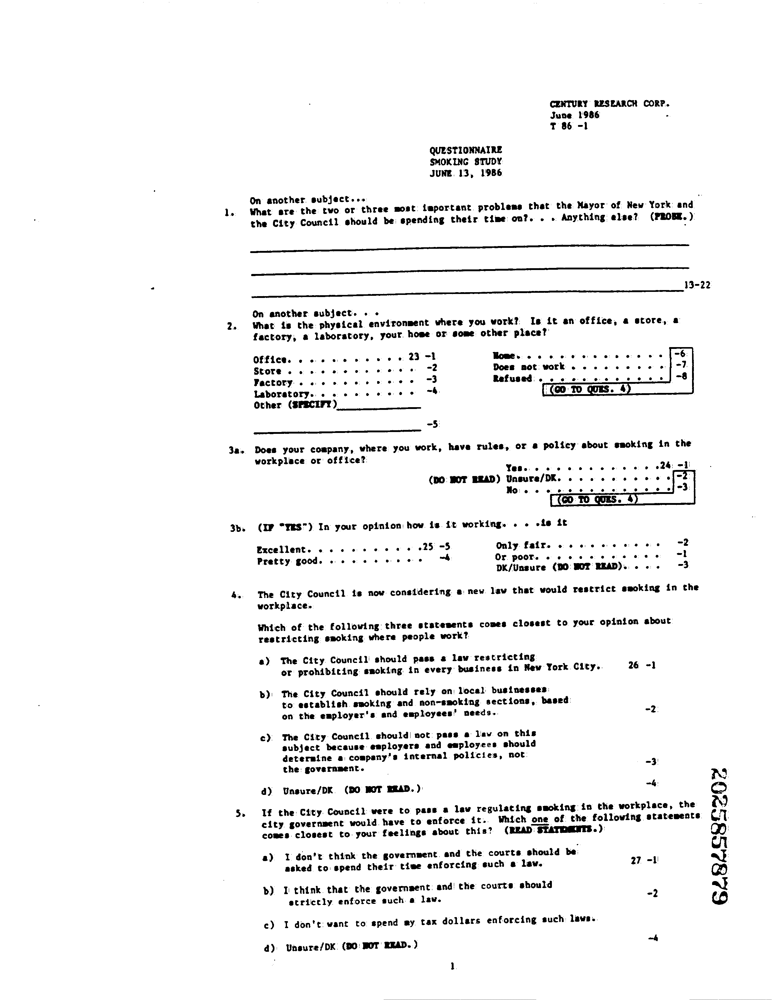 CENTURY RESEARCH CORP.
June 1986
T 86 -1
QUESTIONNAIRE
SMOKING STUDY
JUNE 13, 1986
On another subject...
1. What are the two or three most important problems that the Mayor of New York and
the City Council should be spending their time on?. . . Anything else? (PROBE.)
13-22
On another subject. . .
2. What is the physical environment where you work? Is it an office, a store, a
factory, a laboratory, your home or some other place?
Office. . . . . . . . . . . 23 -1 Home. . . . . . . . . . . . . . -6
Store . . . . . . . . . . . . -2 Does not work . . . . . . . . . -7
Factory . . . . . . . . . . . -3 Refused . . . . . . . . . . . . -8
Laboratory. . . . . . . . . . -4 (GO TO QUES. 4)
Other (SPECIFY)
-5
3a. Does your company, where you work, have rules, or a policy about smoking in the
workplace or office?
Yes. . . . . . . . . . . . .24 -1
(DO NOT READ) Unsure/DK. . . . . . . . . . . -2
No . . . . . . . . . . . . . . -3
(GO TO QUES. 4)
3b. (IF "YES") In your opinion how is it working. . . .is it
Excellent. . . . . . . . . . .25 -5 Only fair. . . . . . . . . . . -2
Pretty good. . . . . . . . . . -4 Or poor. . . . . . . . . . . . -1
DK/Unsure (DO NOT READ). . . . -3
4. The City Council is now considering a new law that would restrict smoking in the
workplace.
Which of the following three statements comes closest to your opinion about
restricting smoking where people work?
a) The City Council should pass a law restricting
or prohibiting smoking in every business in New York City. 26 -1
b) The City Council should rely on local businesses
to establish smoking and non-smoking sections, based
on the employer's and employees' needs. -2
c) The City Council should not pass a law on this
subject because employers and employees should
determine a company's internal policies, not
the government. -3
d) Unsure/DK (DO NOT READ.) -4
5. If the City Council were to pass a law regulating smoking in the workplace, the
city government would have to enforce it. Which one of the following statements
comes closest to your feelings about this? (READ STATEMENTS.)
a) I don't think the government and the courts should be
asked to spend their time enforcing such a law. 27 -1
b) I think that the government and the courts should
strictly enforce such a law. -2
c) I don't want to spend my tax dollars enforcing such laws.
d) Unsure/DK (DO NOT READ.) -4
1
2025857879